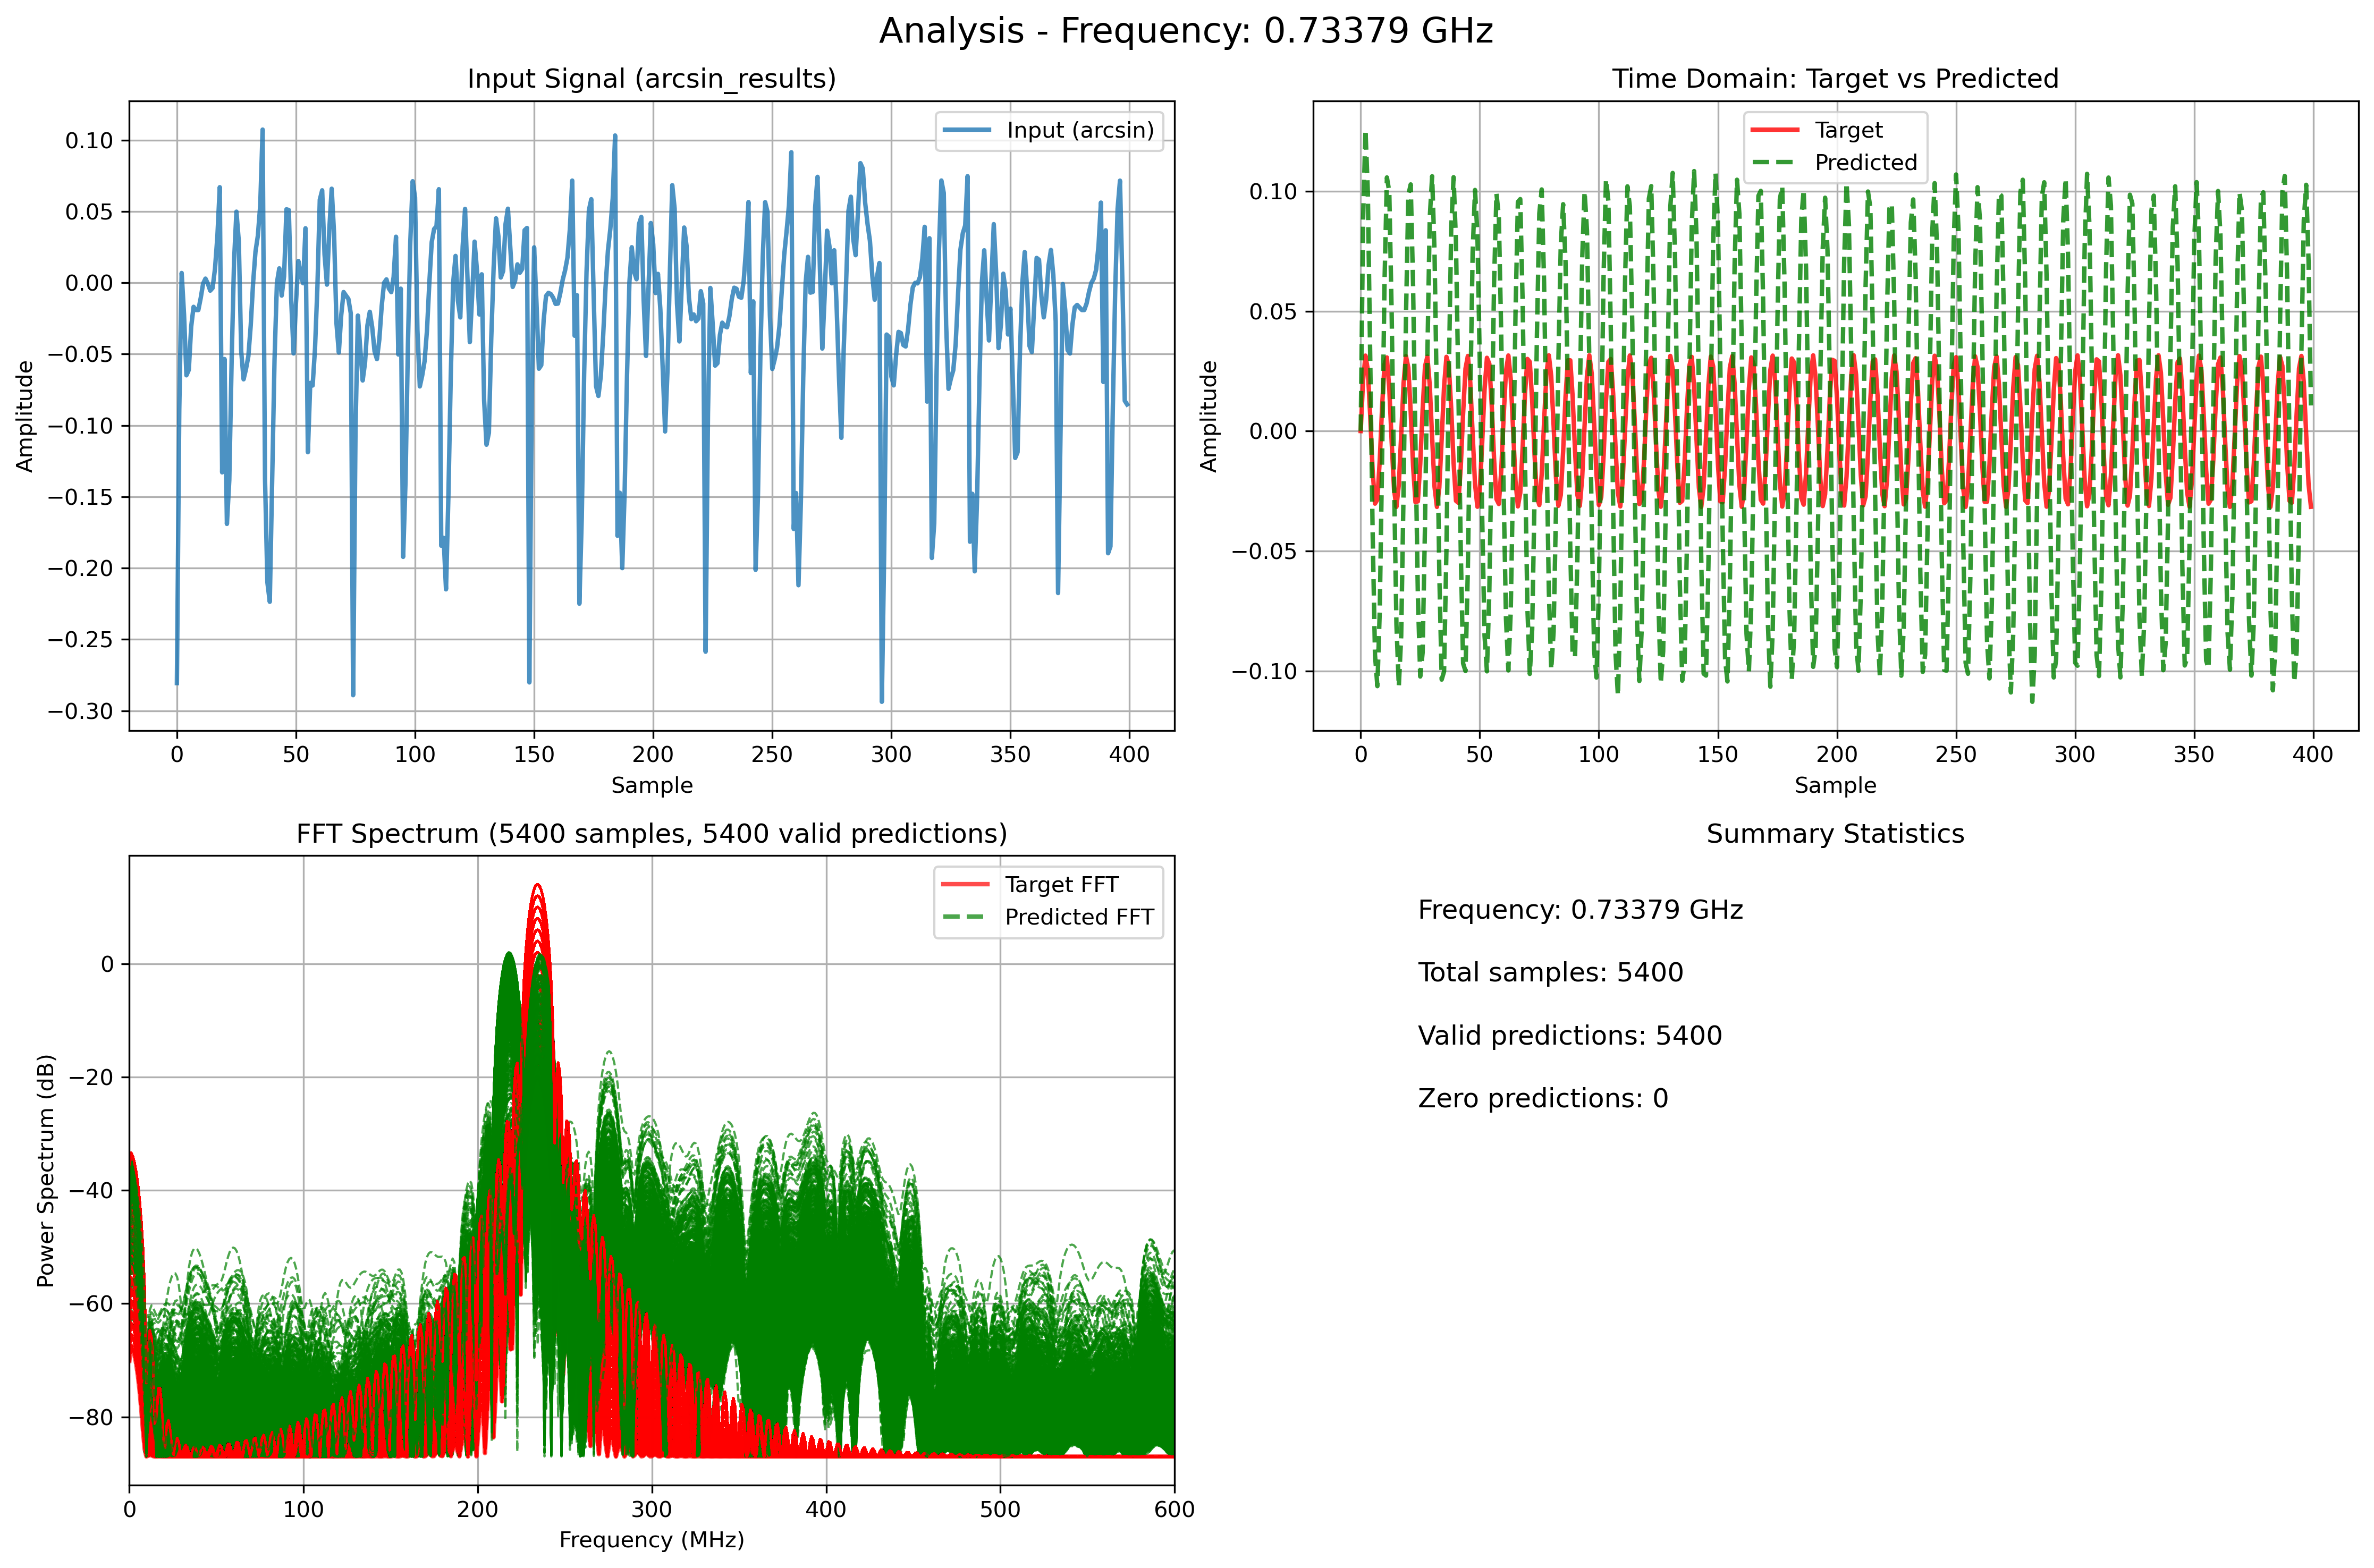 Analysis - Frequency: 0.73379 GHz
Input Signal (arcsin_results)
Input (arcsin)
0.10
0.05
0.00
−0.05
−0.10
−0.15
−0.20
−0.25
−0.30
Amplitude
0 50 100 150 200 250 300 350 400
Sample
Time Domain: Target vs Predicted
Target
Predicted
0.10
0.05
0.00
−0.05
−0.10
Amplitude
0 50 100 150 200 250 300 350 400
Sample
FFT Spectrum (5400 samples, 5400 valid predictions)
Target FFT
Predicted FFT
0
−20
−40
−60
−80
Power Spectrum (dB)
0 100 200 300 400 500 600
Frequency (MHz)
Summary Statistics
Frequency: 0.73379 GHz
Total samples: 5400
Valid predictions: 5400
Zero predictions: 0